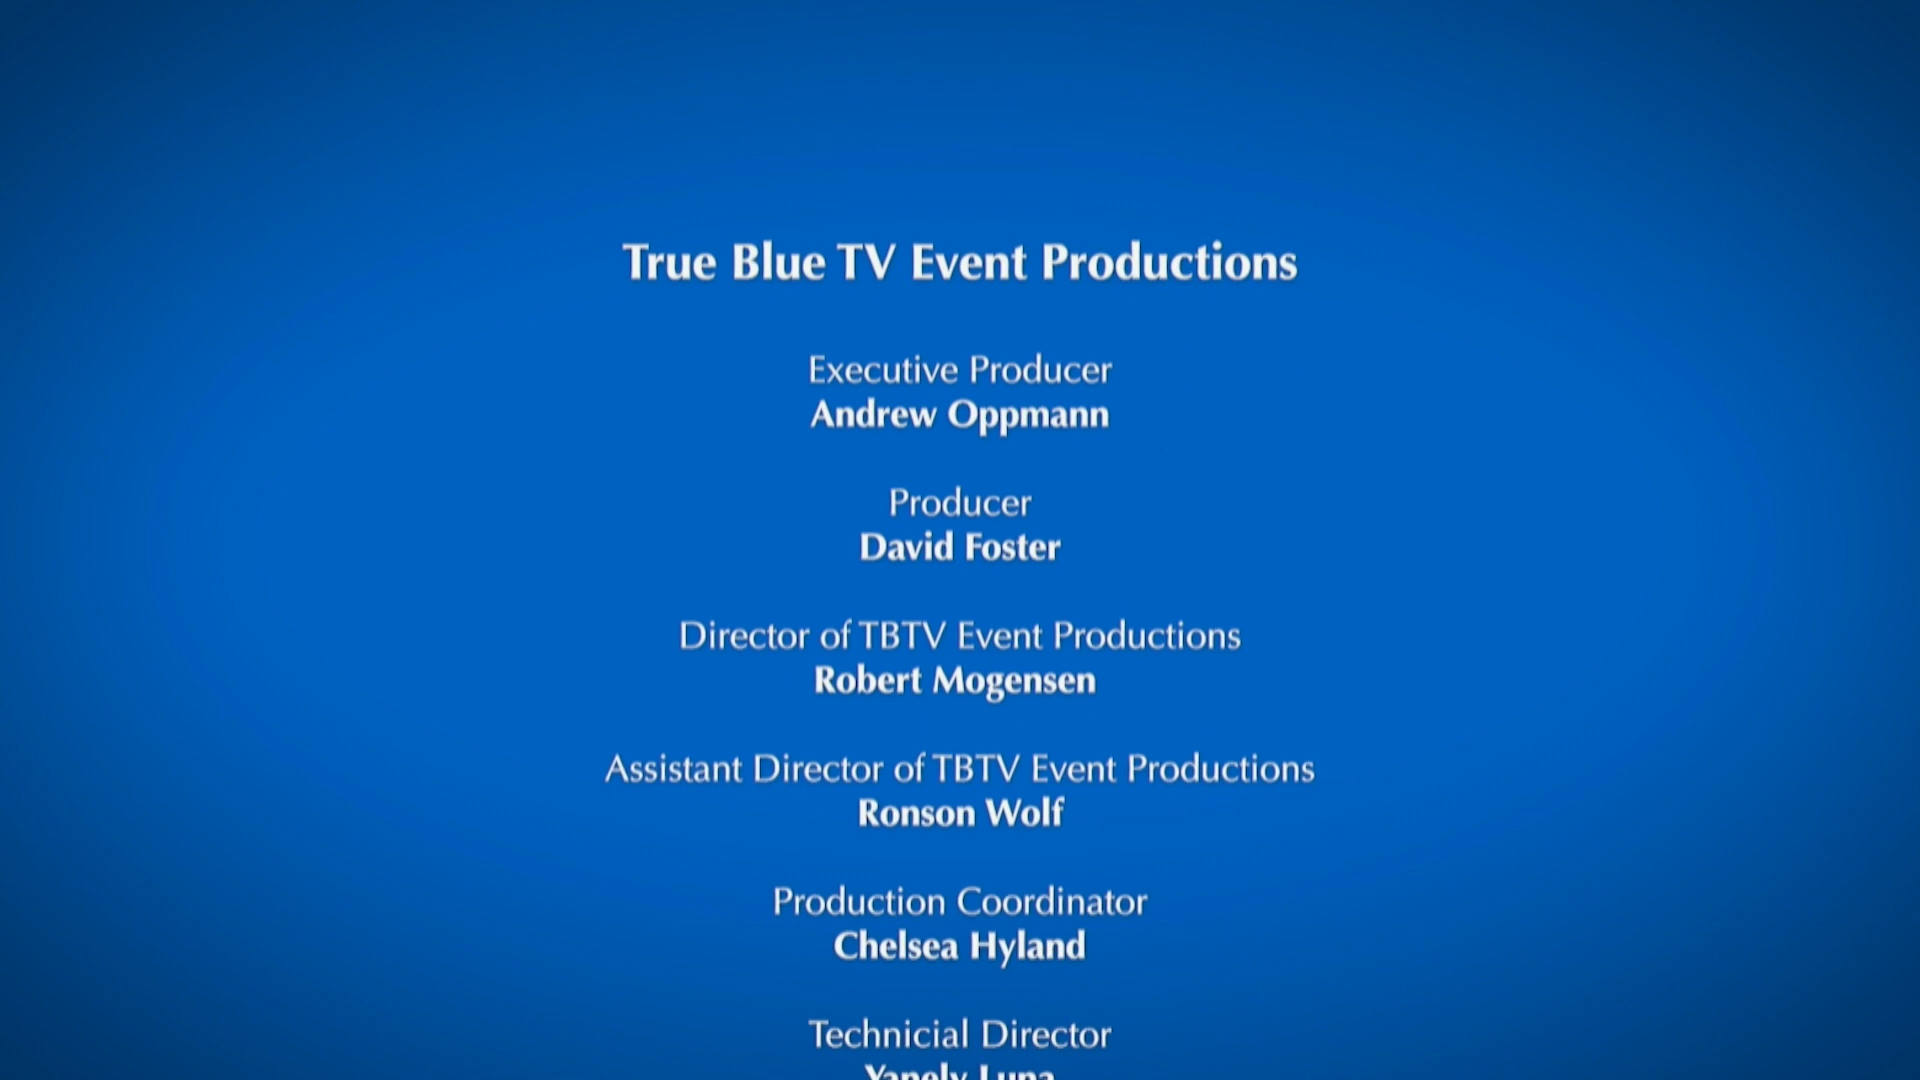 True Blue TV Event Productions
Executive Producer
Andrew Oppmann
Producer
David Foster
Director of TBTV Event Productions
Robert Mogensen
Assistant Director of TBTV Event Productions
Ronson Wolf
Production Coordinator
Chelsea Hyland
Technicial Director
Luna